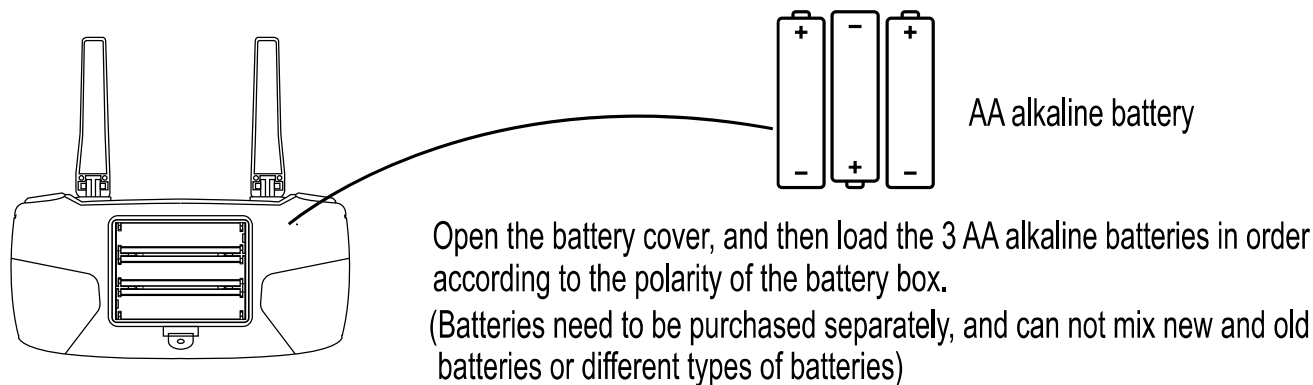 + − +
− + −
AA alkaline battery
Open the battery cover, and then load the 3 AA alkaline batteries in order
according to the polarity of the battery box.
(Batteries need to be purchased separately, and can not mix new and old
batteries or different types of batteries)